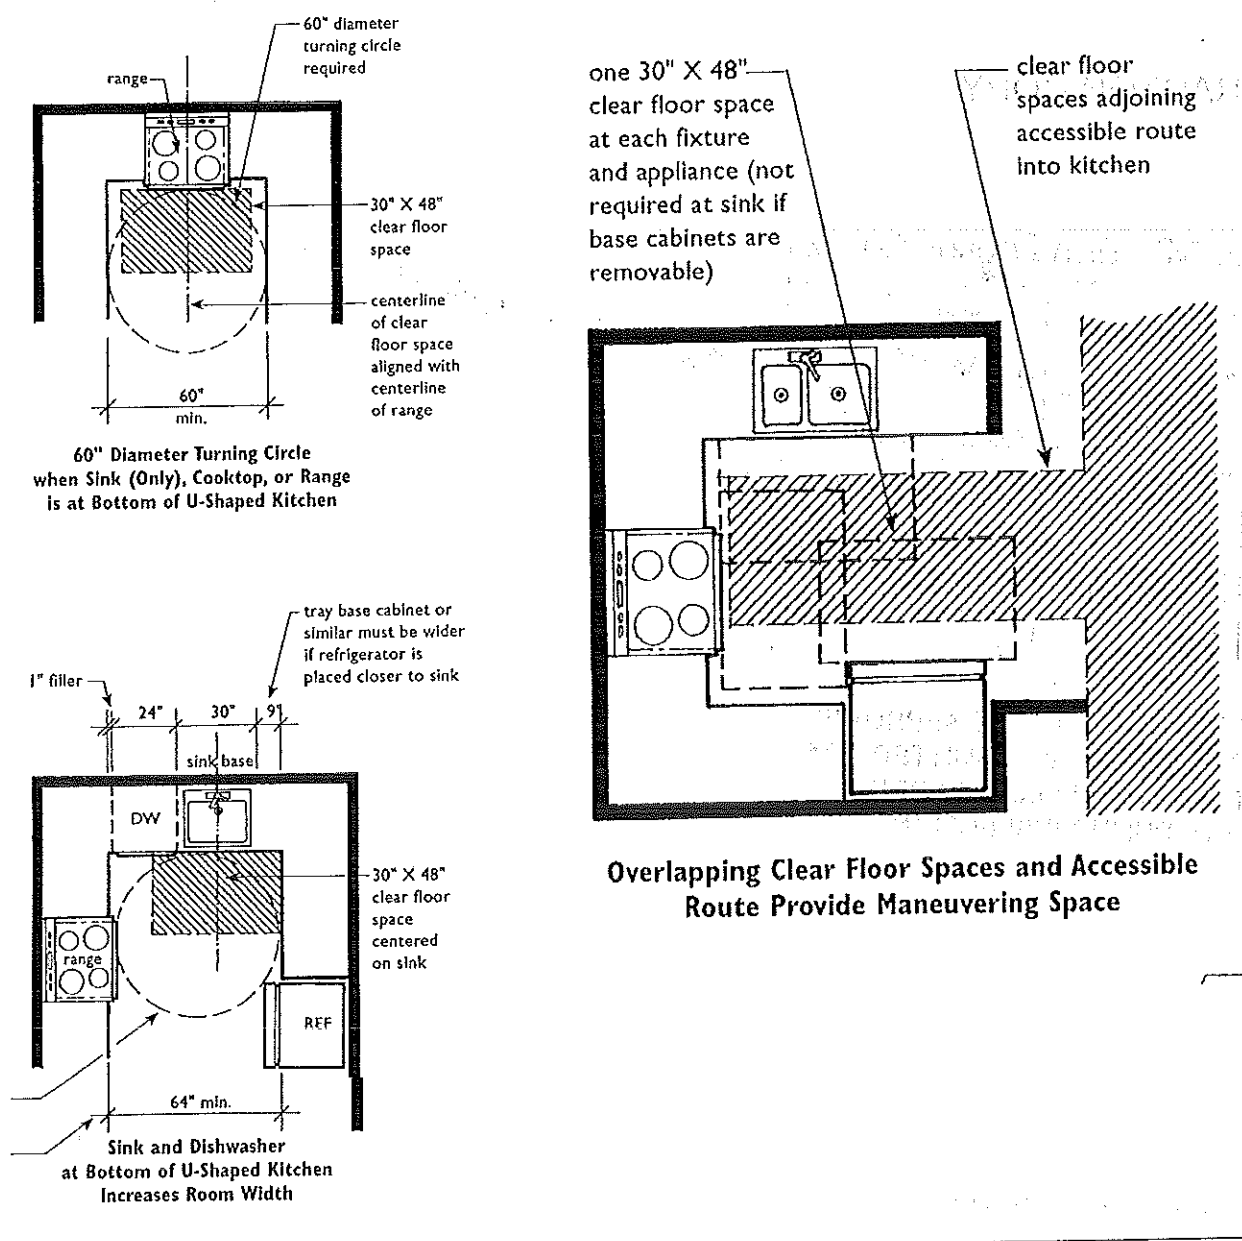 60" diameter
turning circle
required
range
30" X 48"
clear floor
space
centerline
of clear
floor space
aligned with
centerline
of range
60"
min.
60" Diameter Turning Circle
when Sink (Only), Cooktop, or Range
is at Bottom of U-Shaped Kitchen
one 30" X 48"
clear floor space
at each fixture
and appliance (not
required at sink if
base cabinets are
removable)
clear floor
spaces adjoining
accessible route
into kitchen
Overlapping Clear Floor Spaces and Accessible
Route Provide Maneuvering Space
tray base cabinet or
similar must be wider
if refrigerator is
placed closer to sink
1" filler
24"
30"
9"
sink base
DW
range
30" X 48"
clear floor
space
centered
on sink
REF
64" min.
Sink and Dishwasher
at Bottom of U-Shaped Kitchen
Increases Room Width